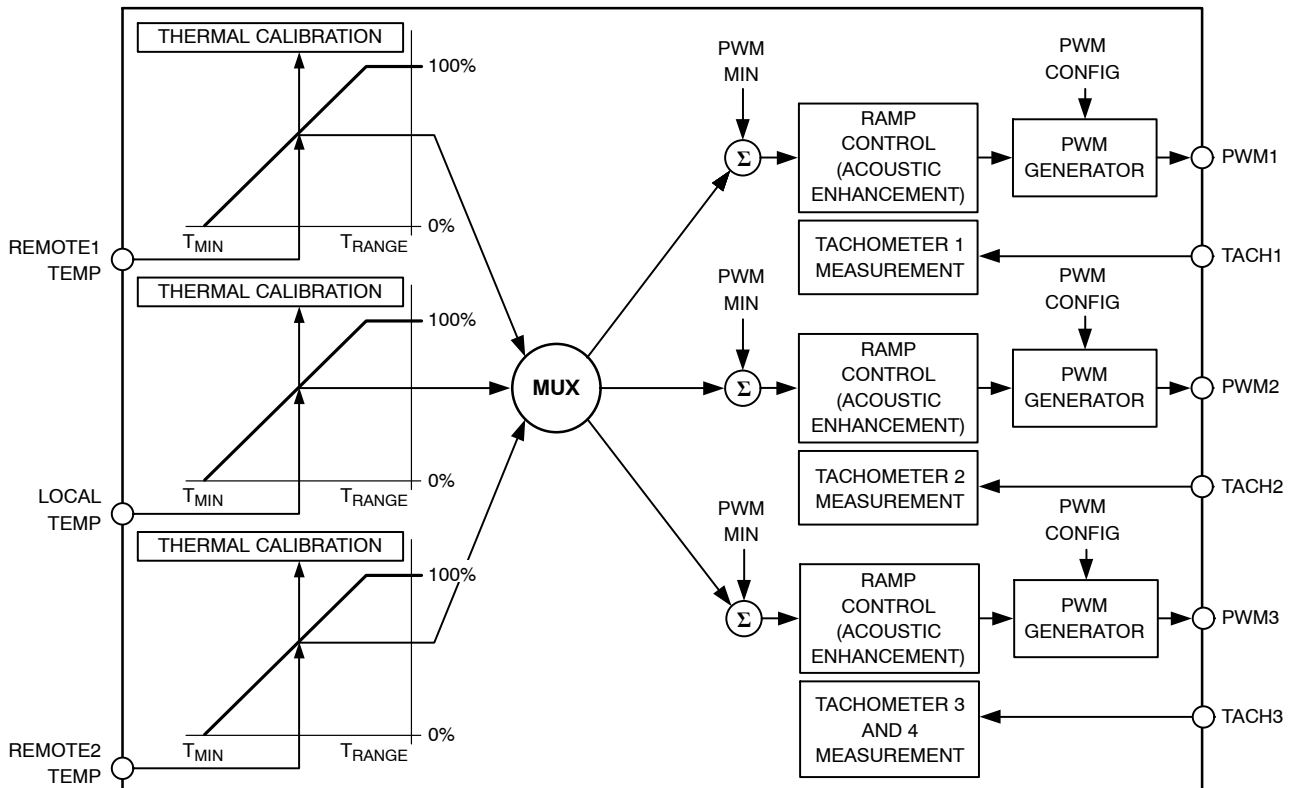 THERMAL CALIBRATION
100%
0%
T_MIN
T_RANGE
REMOTE1
TEMP
THERMAL CALIBRATION
100%
0%
T_MIN
T_RANGE
LOCAL
TEMP
THERMAL CALIBRATION
100%
0%
T_MIN
T_RANGE
REMOTE2
TEMP
MUX
PWM
MIN
Σ
RAMP
CONTROL
(ACOUSTIC
ENHANCEMENT)
PWM
CONFIG
PWM
GENERATOR
PWM1
TACHOMETER 1
MEASUREMENT
TACH1
PWM
MIN
Σ
RAMP
CONTROL
(ACOUSTIC
ENHANCEMENT)
PWM
CONFIG
PWM
GENERATOR
PWM2
TACHOMETER 2
MEASUREMENT
TACH2
PWM
MIN
Σ
RAMP
CONTROL
(ACOUSTIC
ENHANCEMENT)
PWM
CONFIG
PWM
GENERATOR
PWM3
TACHOMETER 3
AND 4
MEASUREMENT
TACH3